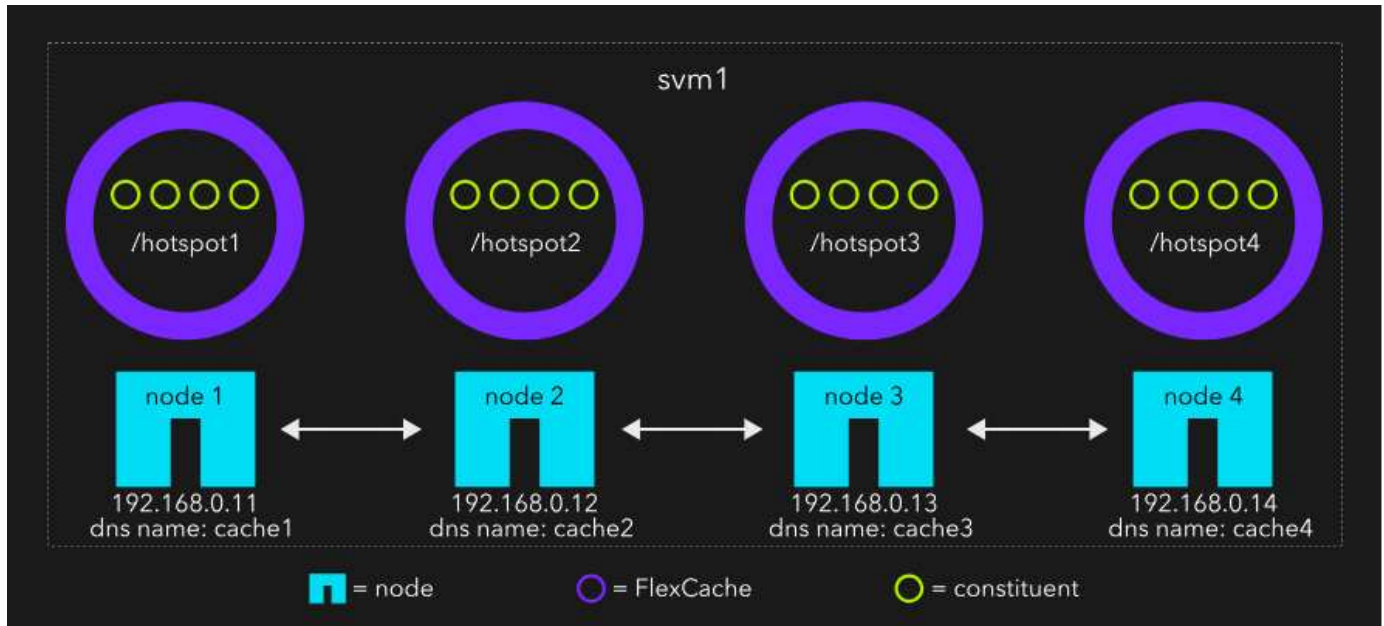 svm1
/hotspot1
/hotspot2
/hotspot3
/hotspot4
node 1
node 2
node 3
node 4
192.168.0.11
dns name: cache1
192.168.0.12
dns name: cache2
192.168.0.13
dns name: cache3
192.168.0.14
dns name: cache4
= node
= FlexCache
= constituent